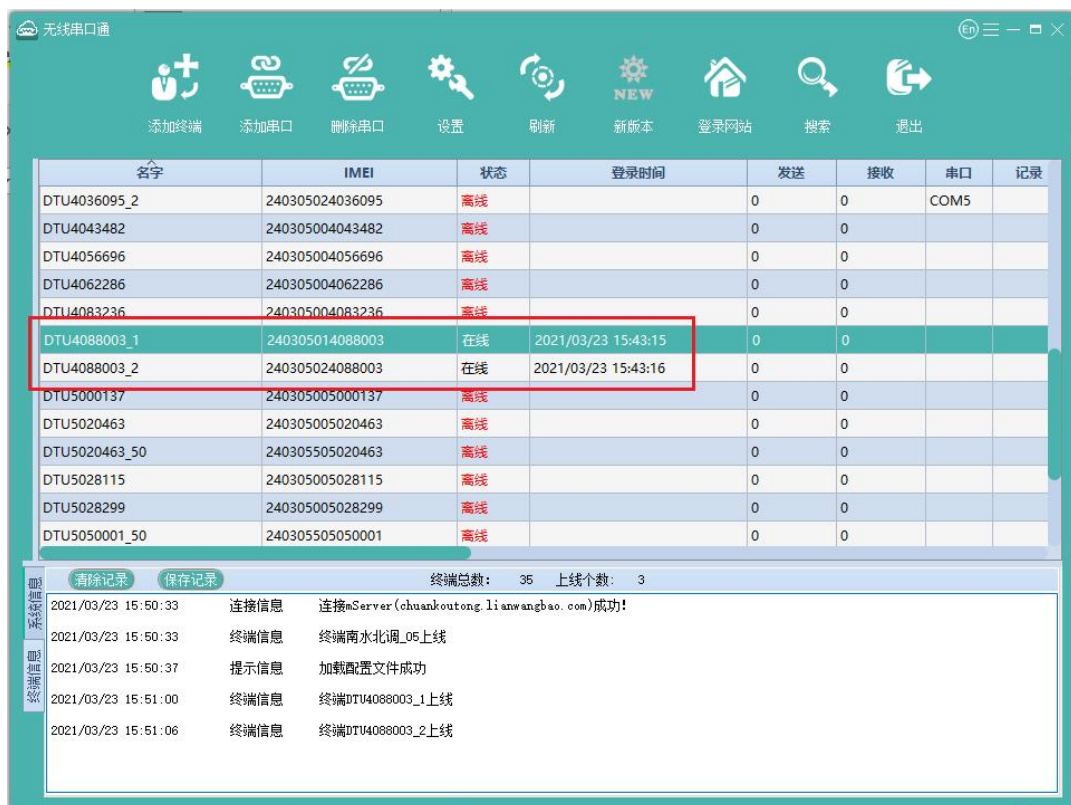 无线串口通 En
NEW
添加终端 添加串口 删除串口 设置 刷新 新版本 登录网站 搜索 退出
名字 IMEI 状态 登录时间 发送 接收 串口 记录
DTU4036095_2 240305024036095 离线 0 0 COM5
DTU4043482 240305004043482 离线 0 0
DTU4056696 240305004056696 离线 0 0
DTU4062286 240305004062286 离线 0 0
DTU4083236 240305004083236 离线 0 0
DTU4088003_1 240305014088003 在线 2021/03/23 15:43:15 0 0
DTU4088003_2 240305024088003 在线 2021/03/23 15:43:16 0 0
DTU5000137 240305005000137 离线 0 0
DTU5020463 240305005020463 离线 0 0
DTU5020463_50 240305505020463 离线 0 0
DTU5028115 240305005028115 离线 0 0
DTU5028299 240305005028299 离线 0 0
DTU5050001_50 240305505050001 离线 0 0
清除记录 保存记录 终端总数: 35 上线个数: 3
系统信息
终端信息
2021/03/23 15:50:33 连接信息 连接mServer(chuankoutong.lianwangbao.com)成功!
2021/03/23 15:50:33 终端信息 终端南水北调_05上线
2021/03/23 15:50:37 提示信息 加载配置文件成功
2021/03/23 15:51:00 终端信息 终端DTU4088003_1上线
2021/03/23 15:51:06 终端信息 终端DTU4088003_2上线